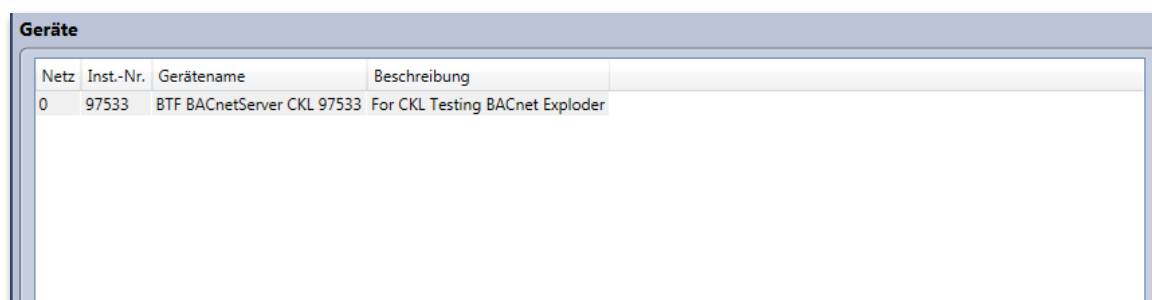 Geräte
Netz Inst.-Nr. Gerätename Beschreibung
0 97533 BTF BACnetServer CKL 97533 For CKL Testing BACnet Exploder